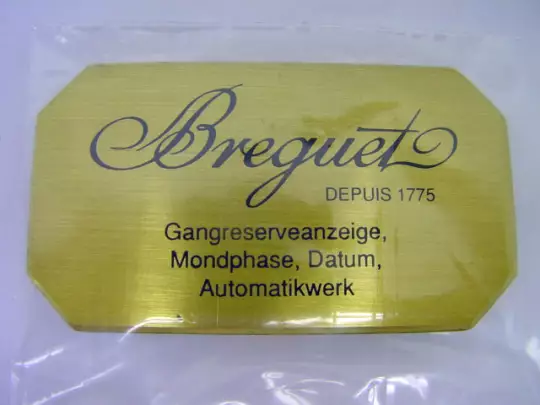 Breguet
DEPUIS 1775
Gangreserveanzeige,
Mondphase, Datum,
Automatikwerk